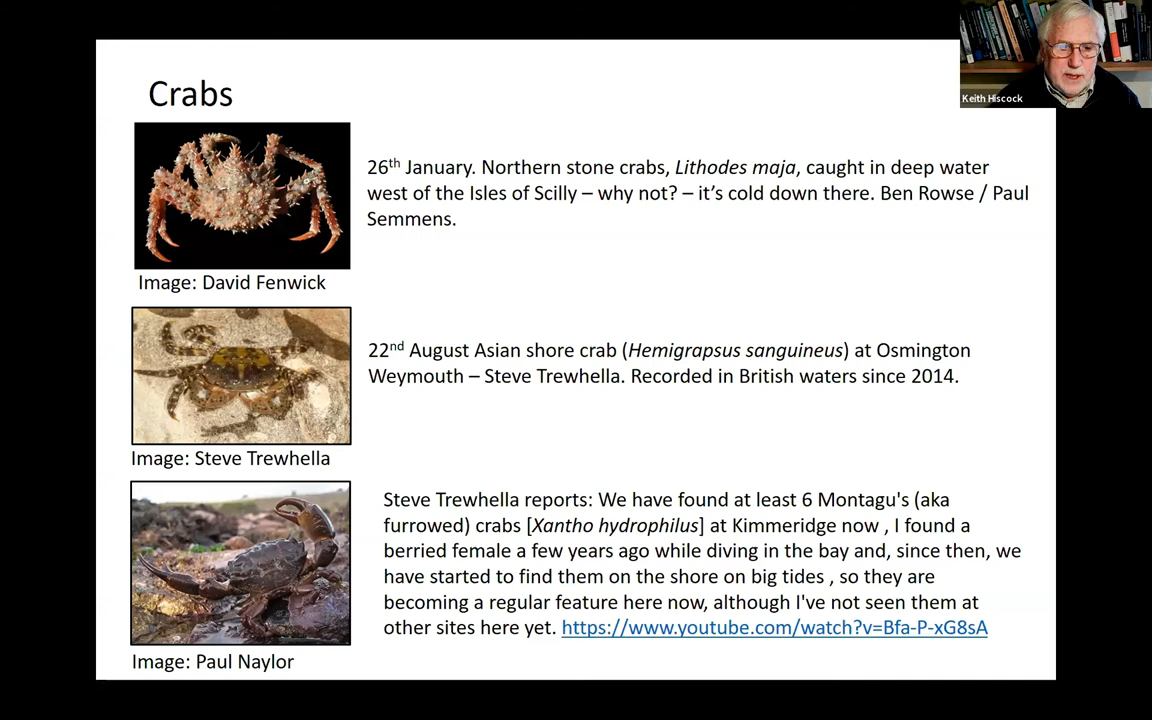 Keith Hiscock
Crabs
26th January. Northern stone crabs, Lithodes maja, caught in deep water
west of the Isles of Scilly – why not? – it’s cold down there. Ben Rowse / Paul
Semmens.
Image: David Fenwick
22nd August Asian shore crab (Hemigrapsus sanguineus) at Osmington
Weymouth – Steve Trewhella. Recorded in British waters since 2014.
Image: Steve Trewhella
Steve Trewhella reports: We have found at least 6 Montagu's (aka
furrowed) crabs [Xantho hydrophilus] at Kimmeridge now , I found a
berried female a few years ago while diving in the bay and, since then, we
have started to find them on the shore on big tides , so they are
becoming a regular feature here now, although I've not seen them at
other sites here yet. https://www.youtube.com/watch?v=Bfa-P-xG8sA
Image: Paul Naylor